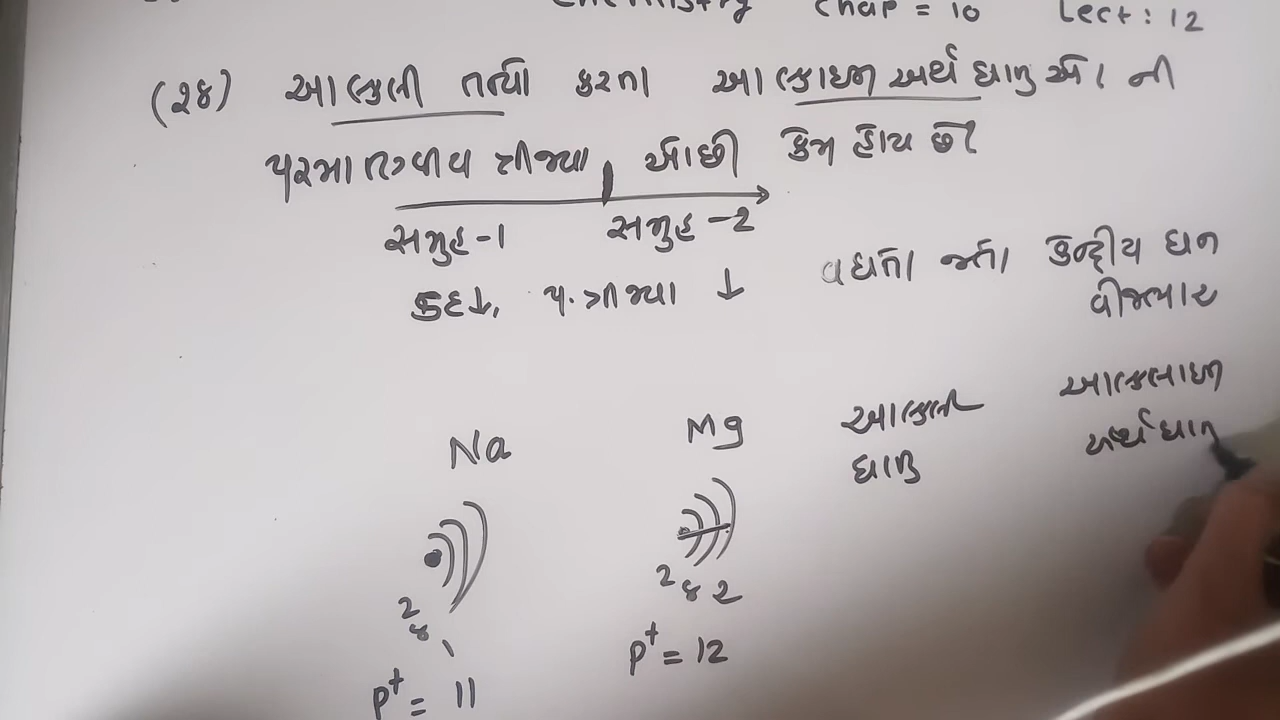 Chemistry Chap = 10 Lect : 12
(૨૪) આલ્કલી તત્વો કરતા આલ્કાઇન અર્થ ધાતુઓ ની
પરમાણ્વીય ત્રીજ્યા ઓછી કેમ હોય છે
સમુહ-1 સમુહ-2
કદ↓, પ.ત્રીજ્યા ↓ વધતા જતા કેન્દ્રીય ધન
વીજભાર
Na Mg આલ્કલી આલ્કલાઇન
ધાતુ અર્થ ધાતુ
2 8 1 2 8 2
P⁺ = 11 P⁺ = 12